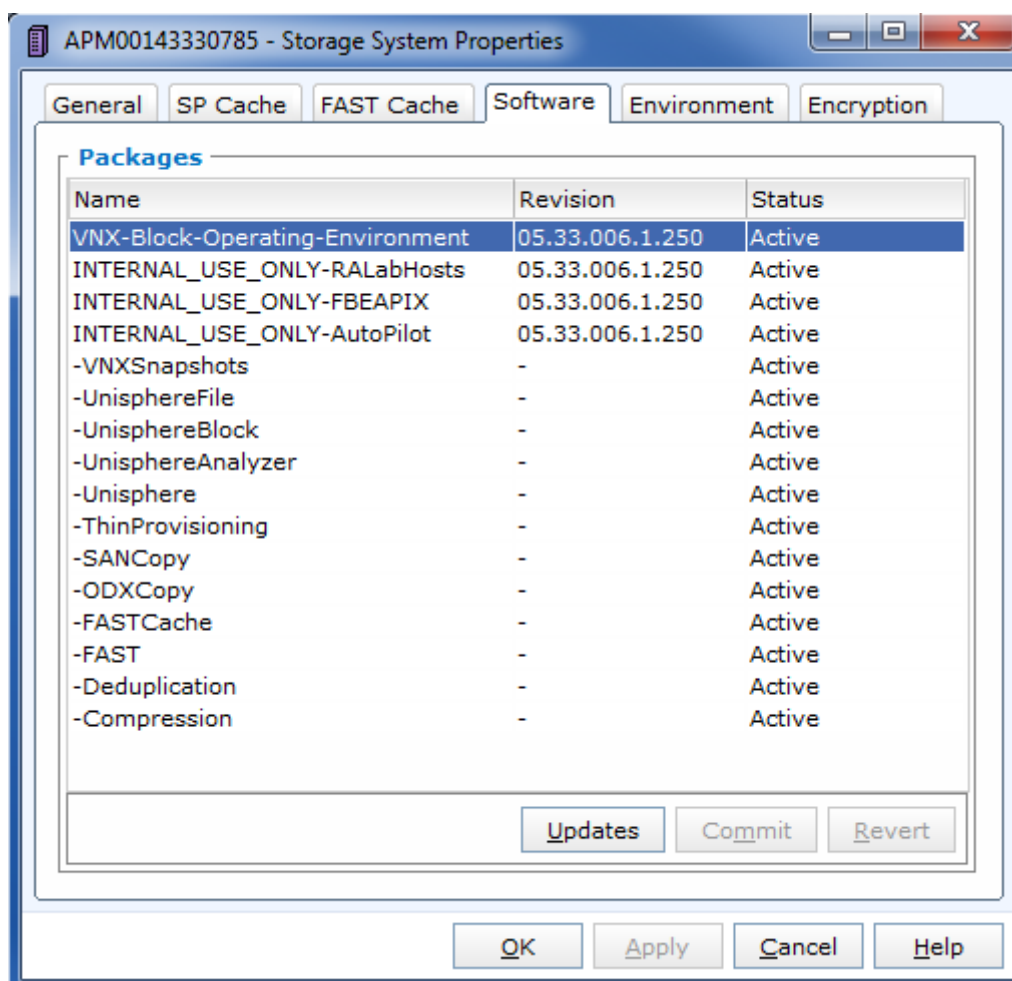 APM00143330785 - Storage System Properties
General SP Cache FAST Cache Software Environment Encryption
Packages
Name Revision Status
VNX-Block-Operating-Environment 05.33.006.1.250 Active
INTERNAL_USE_ONLY-RALabHosts 05.33.006.1.250 Active
INTERNAL_USE_ONLY-FBEAPIX 05.33.006.1.250 Active
INTERNAL_USE_ONLY-AutoPilot 05.33.006.1.250 Active
-VNXSnapshots - Active
-UnisphereFile - Active
-UnisphereBlock - Active
-UnisphereAnalyzer - Active
-Unisphere - Active
-ThinProvisioning - Active
-SANCopy - Active
-ODXCopy - Active
-FASTCache - Active
-FAST - Active
-Deduplication - Active
-Compression - Active
Updates Commit Revert
OK Apply Cancel Help